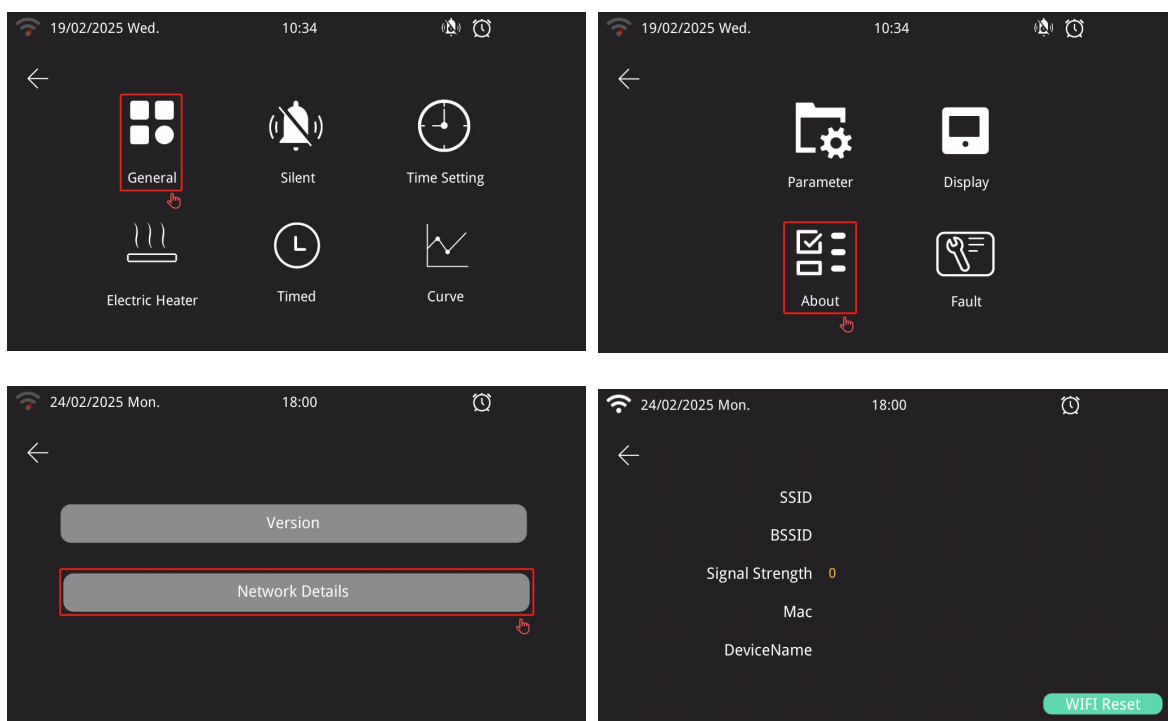 19/02/2025 Wed. 10:34
General Silent Time Setting
Electric Heater Timed Curve
19/02/2025 Wed. 10:34
Parameter Display
About Fault
24/02/2025 Mon. 18:00
Version
Network Details
24/02/2025 Mon. 18:00
SSID
BSSID
Signal Strength 0
Mac
DeviceName
WIFI Reset